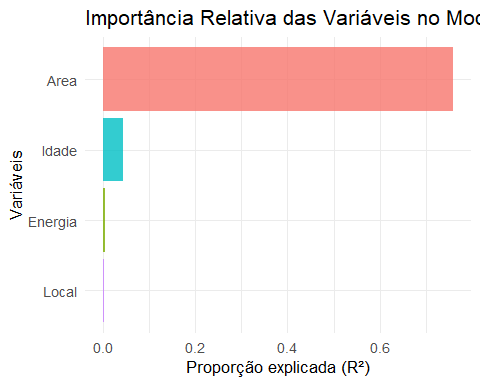 Importância Relativa das Variáveis no Mod
Area
Idade
Energia
Local
Variáveis
0.0 0.2 0.4 0.6
Proporção explicada (R²)